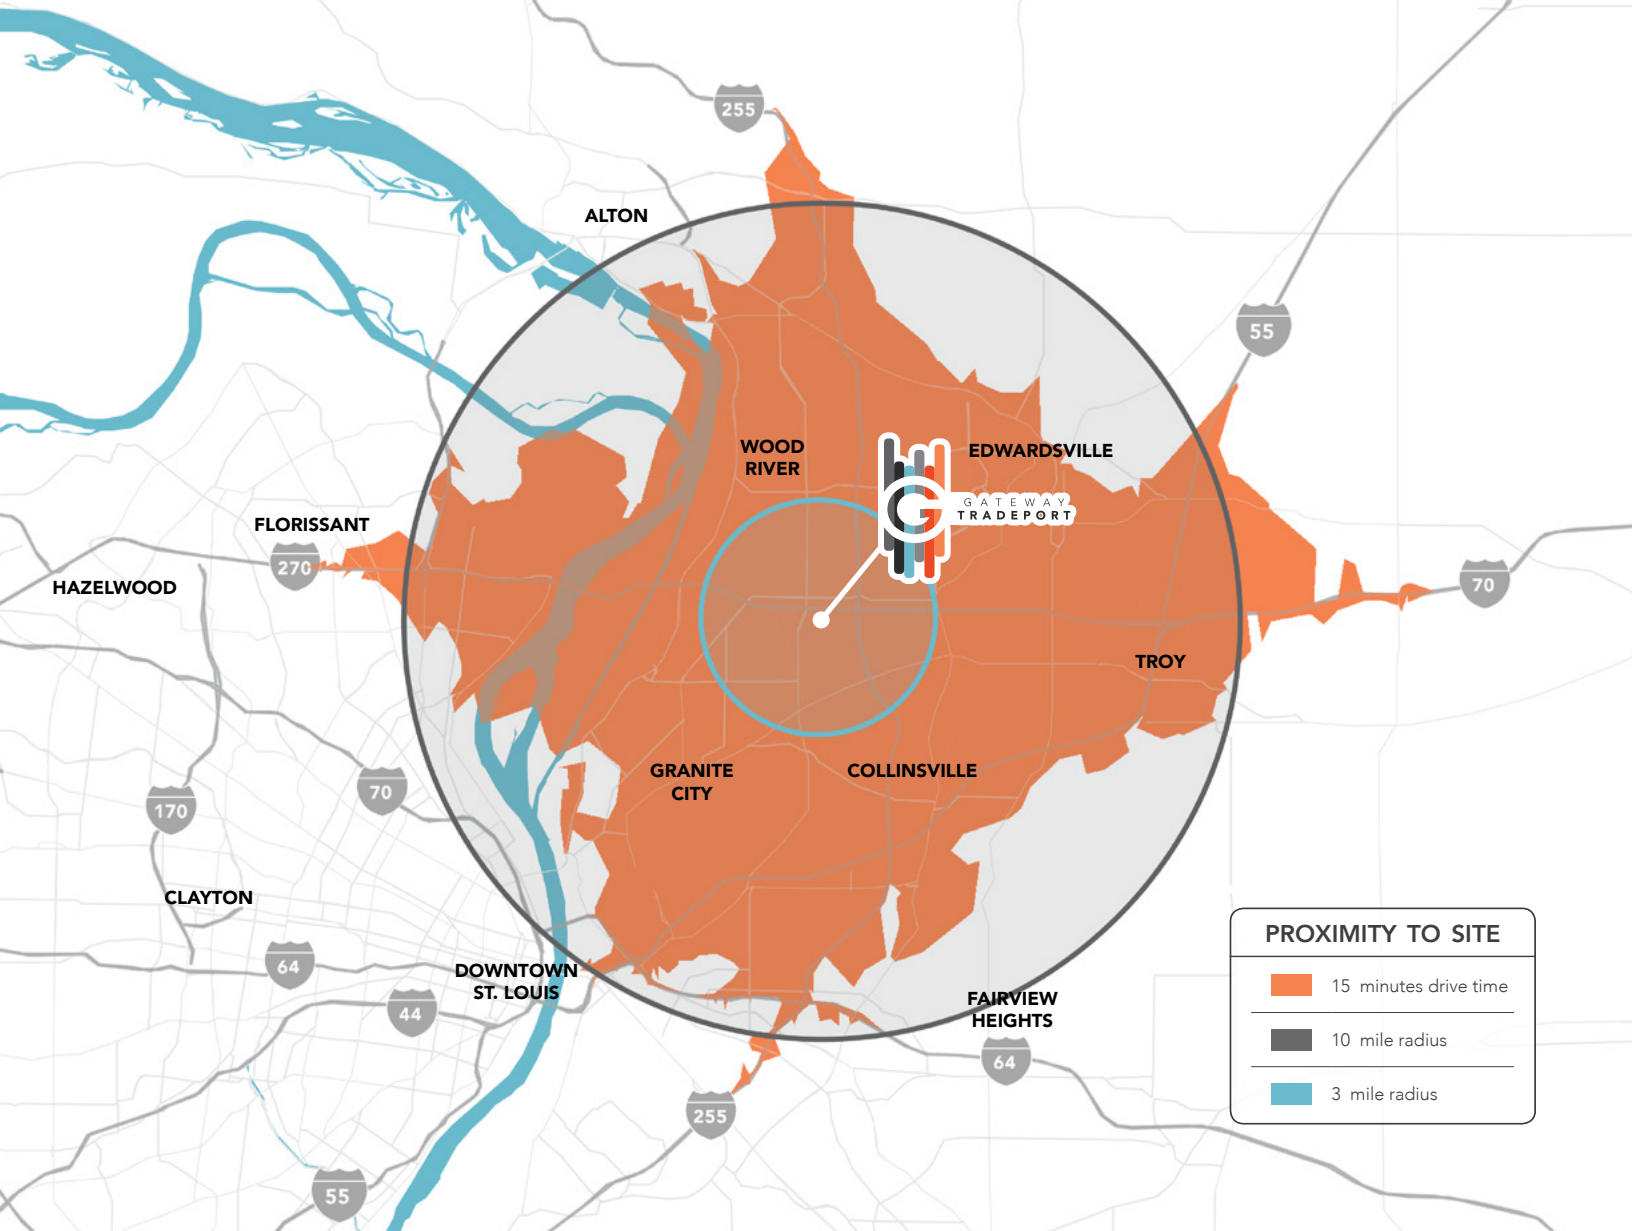 255
ALTON
55
WOOD
RIVER
EDWARDSVILLE
GATEWAY
TRADEPORT
FLORISSANT
270
HAZELWOOD
70
TROY
GRANITE
CITY
COLLINSVILLE
70
170
CLAYTON
64
DOWNTOWN
ST. LOUIS
44
FAIRVIEW
HEIGHTS
64
255
55
PROXIMITY TO SITE
15 minutes drive time
10 mile radius
3 mile radius